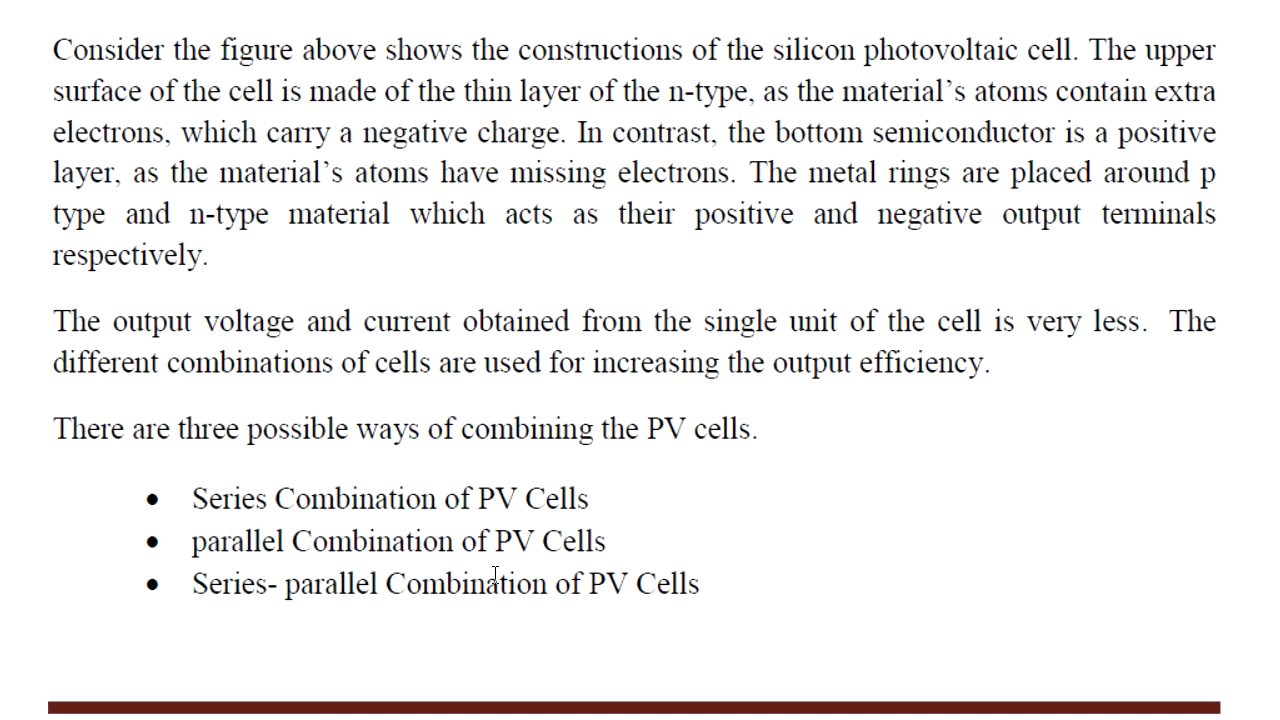 Consider the figure above shows the constructions of the silicon photovoltaic cell. The upper
surface of the cell is made of the thin layer of the n-type, as the material’s atoms contain extra
electrons, which carry a negative charge. In contrast, the bottom semiconductor is a positive
layer, as the material’s atoms have missing electrons. The metal rings are placed around p
type and n-type material which acts as their positive and negative output terminals
respectively.
The output voltage and current obtained from the single unit of the cell is very less. The
different combinations of cells are used for increasing the output efficiency.
There are three possible ways of combining the PV cells.
• Series Combination of PV Cells
• parallel Combination of PV Cells
• Series- parallel Combination of PV Cells